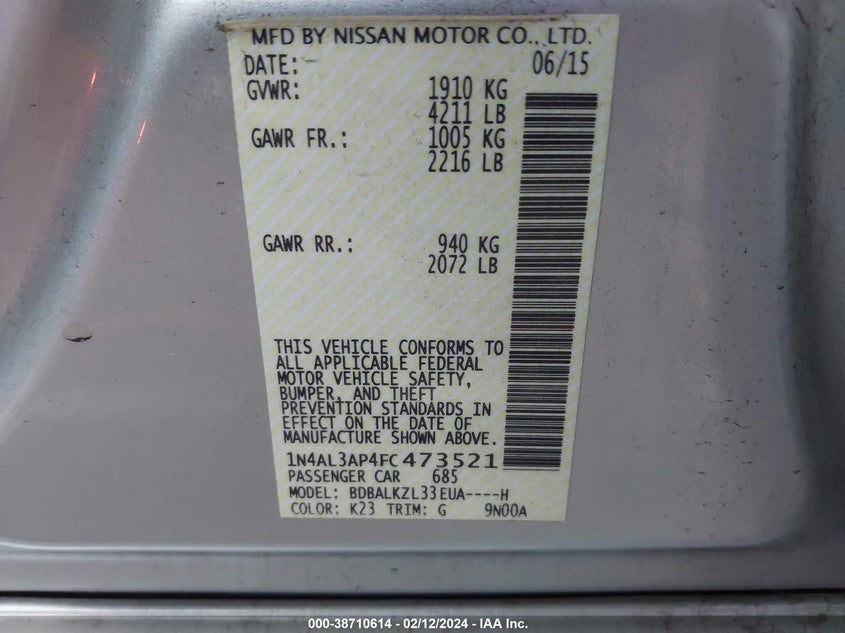 MFD BY NISSAN MOTOR CO., LTD.
DATE: 06/15
GVWR: 1910 KG
4211 LB
GAWR FR.: 1005 KG
2216 LB
GAWR RR.: 940 KG
2072 LB
THIS VEHICLE CONFORMS TO
ALL APPLICABLE FEDERAL
MOTOR VEHICLE SAFETY,
BUMPER, AND THEFT
PREVENTION STANDARDS IN
EFFECT ON THE DATE OF
MANUFACTURE SHOWN ABOVE.
1N4AL3AP4FC473521
PASSENGER CAR 685
MODEL: BDBALKZL33EUA----H
COLOR: K23 TRIM: G 9N00A
000-38710614 - 02/12/2024 - IAA Inc.